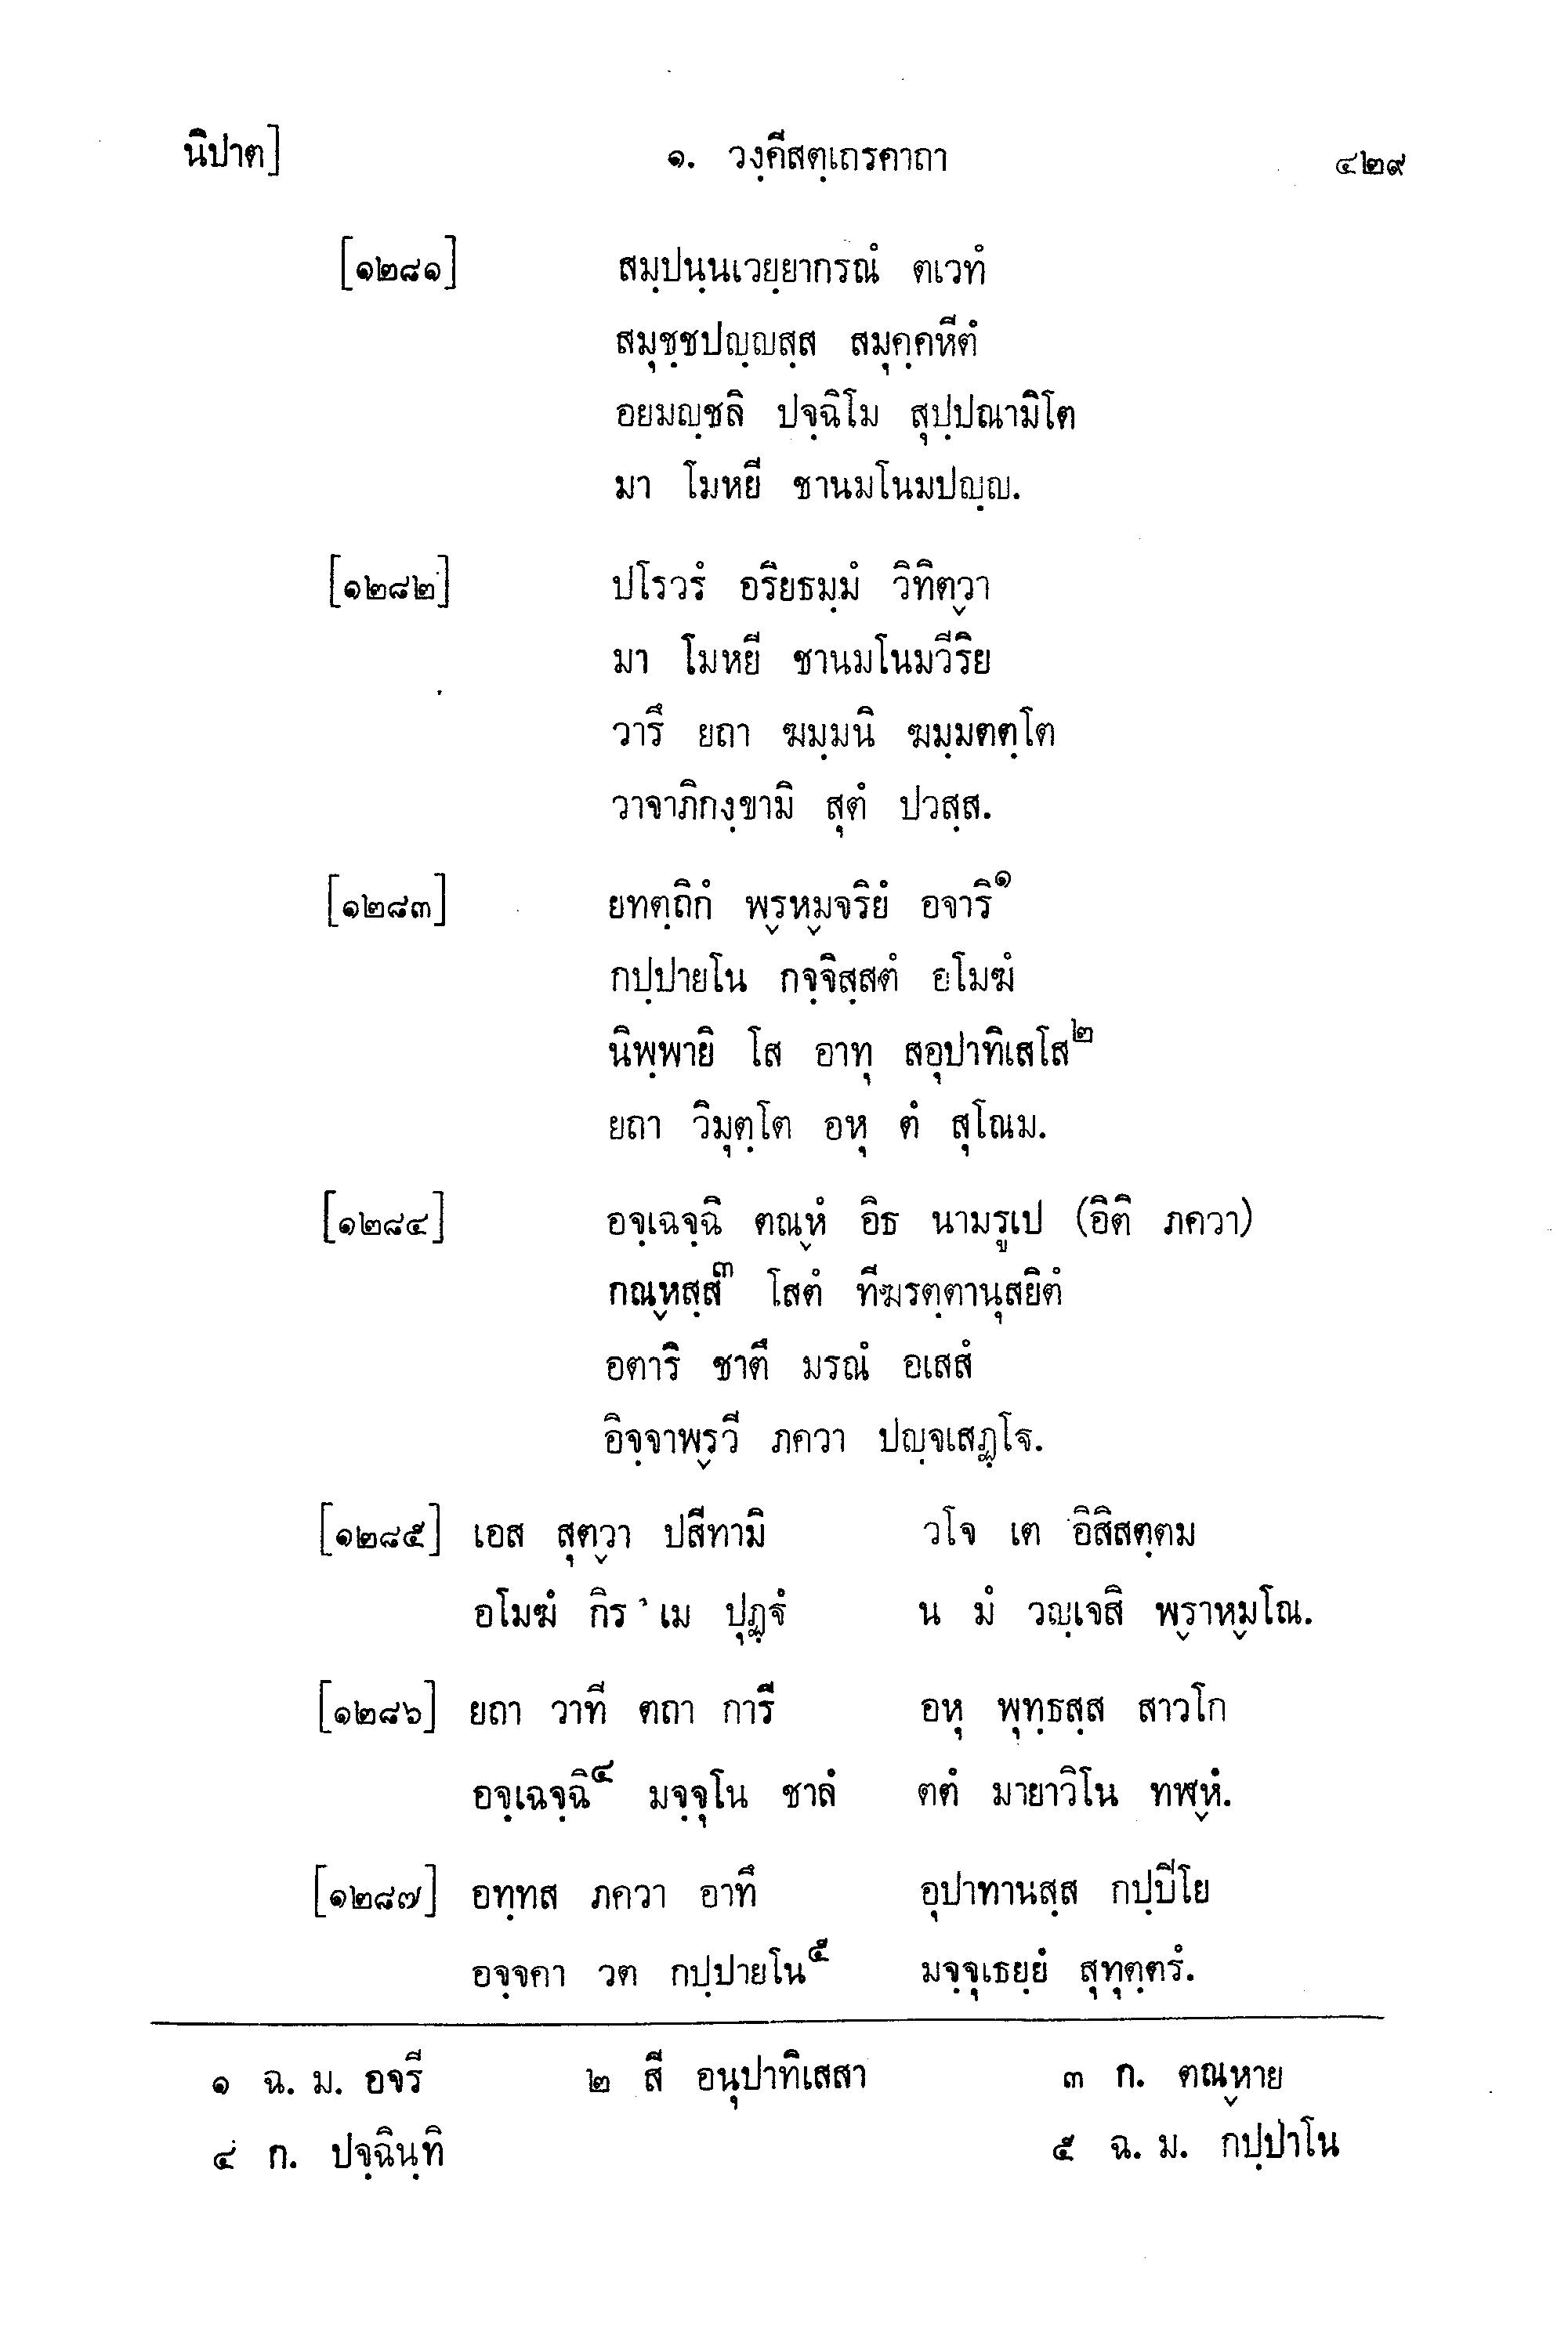 นิปาต] ๑. วงฺคีสตฺเถรคาถา ๔๒๙
[๑๒๘๑] สมฺปนฺนเวยฺยากรณํ ตเวทํ
สมุชฺชปญฺญสฺส สมุคฺคหีตํ
อยมญฺชลิ ปจฺฉิโม สุปฺปณามิโต
มา โมหยี ชานมโนมปญฺญ.
[๑๒๘๒] ปโรวรํ อริยธมฺมํ วิทิตฺวา
มา โมหยี ชานมโนมวีริย
วารึ ยถา ฆมฺมนิ ฆมฺมตตฺโต
วาจาภิกงฺขามิ สุตํ ปวสฺส.
[๑๒๘๓] ยทตฺถิกํ พฺรหฺมจริยํ อจาริ๑
กปฺปายโน กจฺจิสฺสตํ อโมฆํ
นิพฺพายิ โส อาทุ สอุปาทิเสโส๒
ยถา วิมุตฺโต อหุ ตํ สุโณม.
[๑๒๘๔] อจฺเฉจฺฉิ ตณฺหํ อิธ นามรูเป (อิติ ภควา)
กณฺหสฺส๓ โสตํ ทีฆรตฺตานุสยิตํ
อตาริ ชาตึ มรณํ อเสสํ
อิจฺจาพฺรวี ภควา ปญฺจเสฏฺโฐ.
[๑๒๘๕] เอส สุตฺวา ปสีทามิ วโจ เต อิสิสตฺตม
อโมฆํ กิร เม ปุฏฺฐํ น มํ วญฺเจสิ พฺราหฺมโณ.
[๑๒๘๖] ยถา วาที ตถา การี อหุ พุทฺธสฺส สาวโก
อจฺเฉจฺฉิ๔ มจฺจุโน ชาลํ ตตํ มายาวิโน ทฬฺหํ.
[๑๒๘๗] อทฺทส ภควา อาทึ อุปาทานสฺส กปฺปิโย
อจฺจคา วต กปฺปายโน๕ มจฺจุเธยฺยํ สุทุตฺตรํ.
๑ ฉ. ม. อจรี ๒ สี อนุปาทิเสสา ๓ ก. ตณฺหาย
๔ ก. ปจฺฉินฺทิ ๕ ฉ. ม. กปฺปาโน